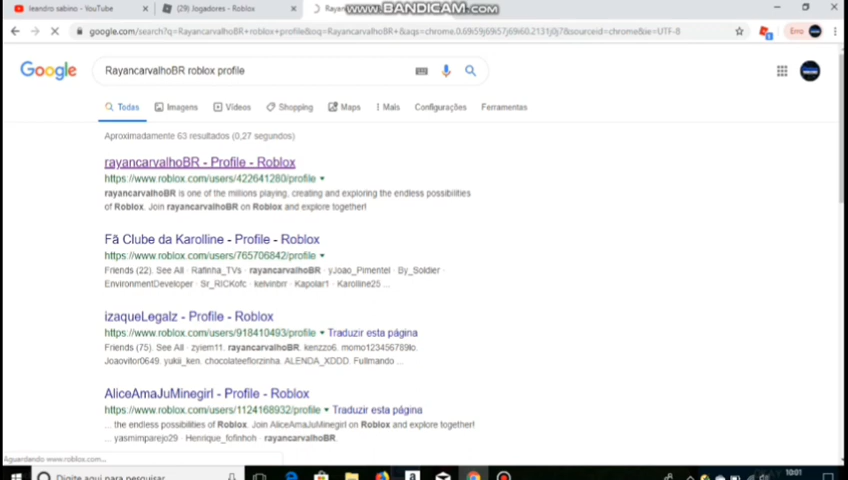 leandro sabino - YouTube
(29) Jogadores - Roblox
www.BANDICAM.com
google.com/search?q=RayancarvalhoBR+roblox+profile&oq=RayancarvalhoBR+&aqs=chrome.0.69i59j69i57j69i60.2131j0j7&sourceid=chrome&ie=UTF-8
Erro
Google
RayancarvalhoBR roblox profile
Todas
Imagens
Vídeos
Shopping
Maps
Mais
Configurações
Ferramentas
Aproximadamente 63 resultados (0,27 segundos)
rayancarvalhoBR - Profile - Roblox
https://www.roblox.com/users/422641280/profile
rayancarvalhoBR is one of the millions playing, creating and exploring the endless possibilities
of Roblox. Join rayancarvalhoBR on Roblox and explore together!
Fã Clube da Karolline - Profile - Roblox
https://www.roblox.com/users/765706842/profile
Friends (22). See All · Rafinha_TVs · rayancarvalhoBR · yJoao_Pimentel · By_Soldier ·
EnvironmentDeveloper · Sr_RICKofc · kelvinbrr · Kapolar1 · Karolline25 ...
izaqueLegalz - Profile - Roblox
https://www.roblox.com/users/918410493/profile Traduzir esta página
Friends (75). See All · zyiem11. rayancarvalhoBR. kenzzo6. momo123456789lo.
Joaovitor0649. yukii_ken. chocolateeflorzinha. ALENDA_XDDD. Fullmando ...
AliceAmaJuMinegirl - Profile - Roblox
https://www.roblox.com/users/1124168932/profile Traduzir esta página
... the endless possibilities of Roblox. Join AliceAmaJuMinegirl on Roblox and explore together!
... yasmimparejo29 · Henrique_fofinhoh · rayancarvalhoBR.
Aguardando www.roblox.com...
Digite aqui para pesquisar
10:01